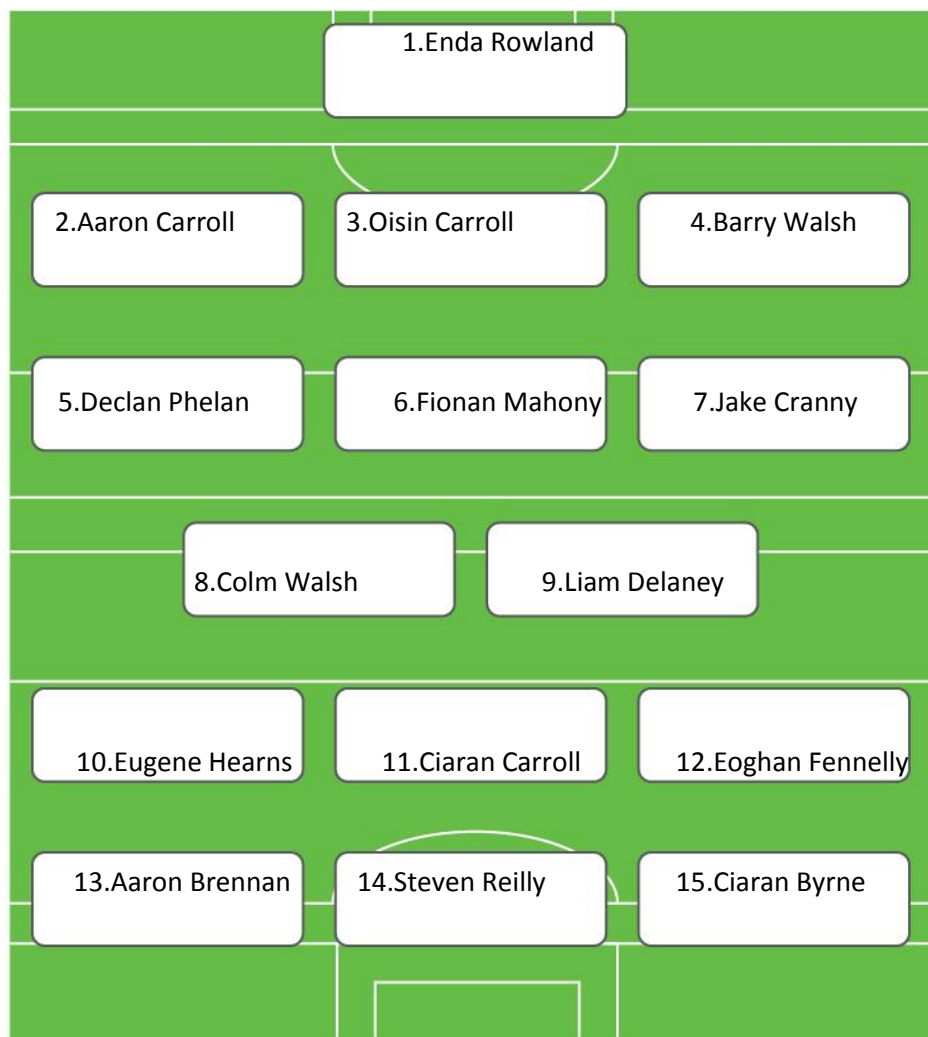 1.Enda Rowland
2.Aaron Carroll
3.Oisin Carroll
4.Barry Walsh
5.Declan Phelan
6.Fionan Mahony
7.Jake Cranny
8.Colm Walsh
9.Liam Delaney
10.Eugene Hearns
11.Ciaran Carroll
12.Eoghan Fennelly
13.Aaron Brennan
14.Steven Reilly
15.Ciaran Byrne